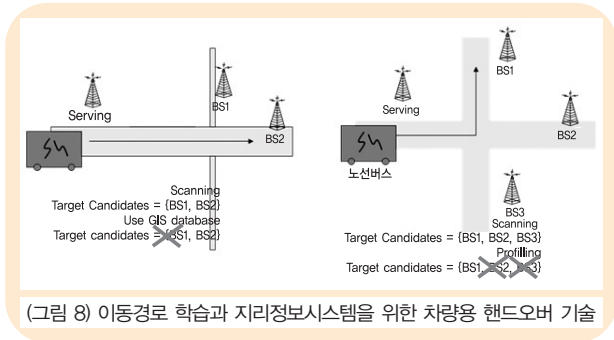 Serving
BS1
BS2
Scanning
Target Candidates = {BS1, BS2}
Use GIS database
Target candidates = {BS1, BS2}
BS1
Serving
BS2
노선버스
BS3
Scanning
Target Candidates = {BS1, BS2, BS3}
Profilling
Target candidates = {BS1, BS2, BS3}
(그림 8) 이동경로 학습과 지리정보시스템을 위한 차량용 핸드오버 기술